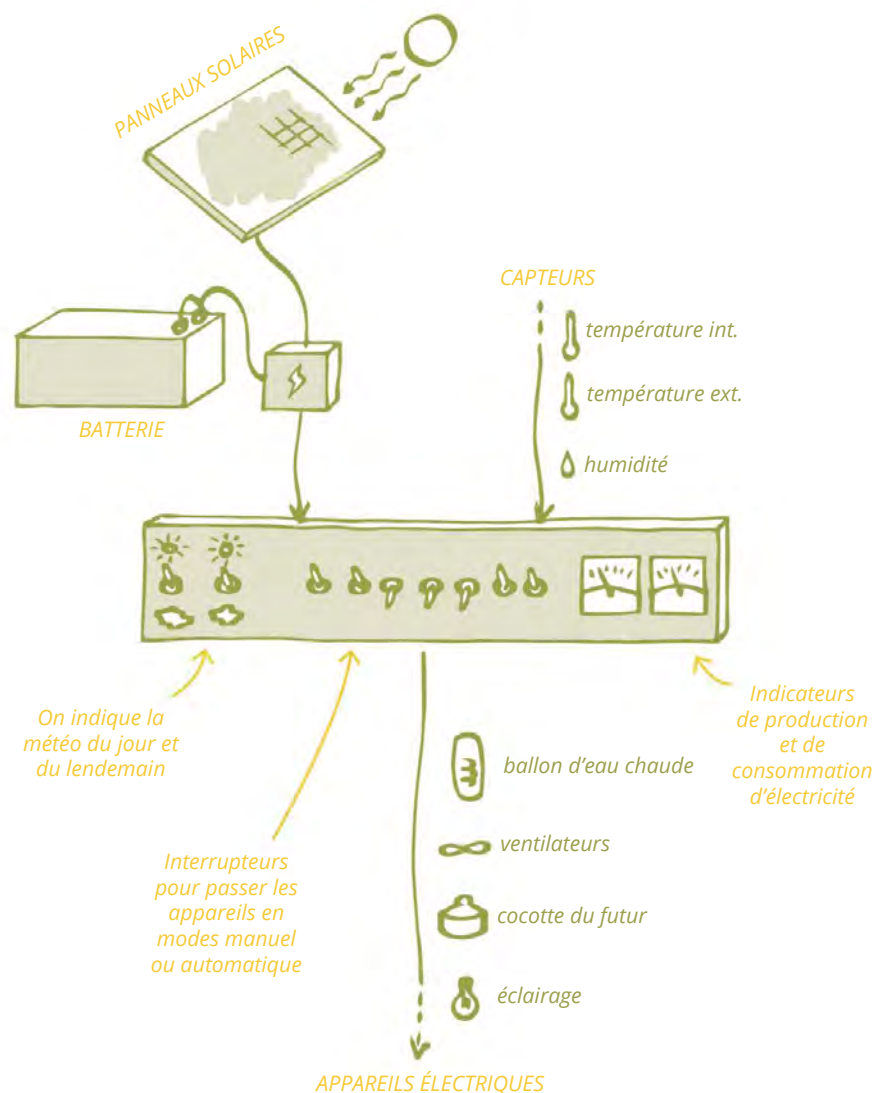 PANNEAUX SOLAIRES
CAPTEURS
température int.
température ext.
humidité
BATTERIE
On indique la
météo du jour et
du lendemain
Interrupteurs
pour passer les
appareils en
modes manuel
ou automatique
Indicateurs
de production
et de
consommation
d'électricité
ballon d'eau chaude
ventilateurs
cocotte du futur
éclairage
APPAREILS ÉLECTRIQUES